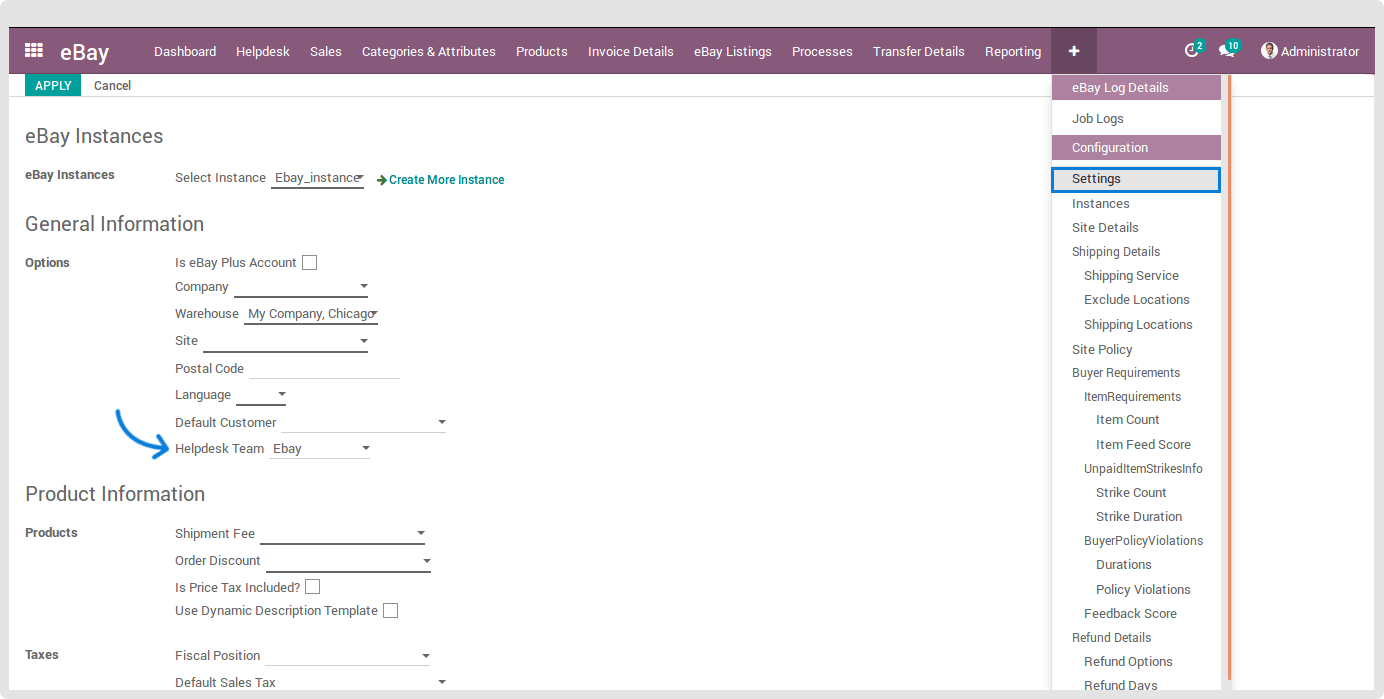 eBay Dashboard Helpdesk Sales Categories & Attributes Products Invoice Details eBay Listings Processes Transfer Details Reporting + 2 10 Administrator
APPLY Cancel
eBay Instances
eBay Instances Select Instance Ebay_instance Create More Instance
General Information
Options Is eBay Plus Account
Company
Warehouse My Company, Chicago
Site
Postal Code
Language
Default Customer
Helpdesk Team Ebay
Product Information
Products Shipment Fee
Order Discount
Is Price Tax Included?
Use Dynamic Description Template
Taxes Fiscal Position
Default Sales Tax
eBay Log Details
Job Logs
Configuration
Settings
Instances
Site Details
Shipping Details
Shipping Service
Exclude Locations
Shipping Locations
Site Policy
Buyer Requirements
ItemRequirements
Item Count
Item Feed Score
UnpaidItemStrikesInfo
Strike Count
Strike Duration
BuyerPolicyViolations
Durations
Policy Violations
Feedback Score
Refund Details
Refund Options
Refund Days